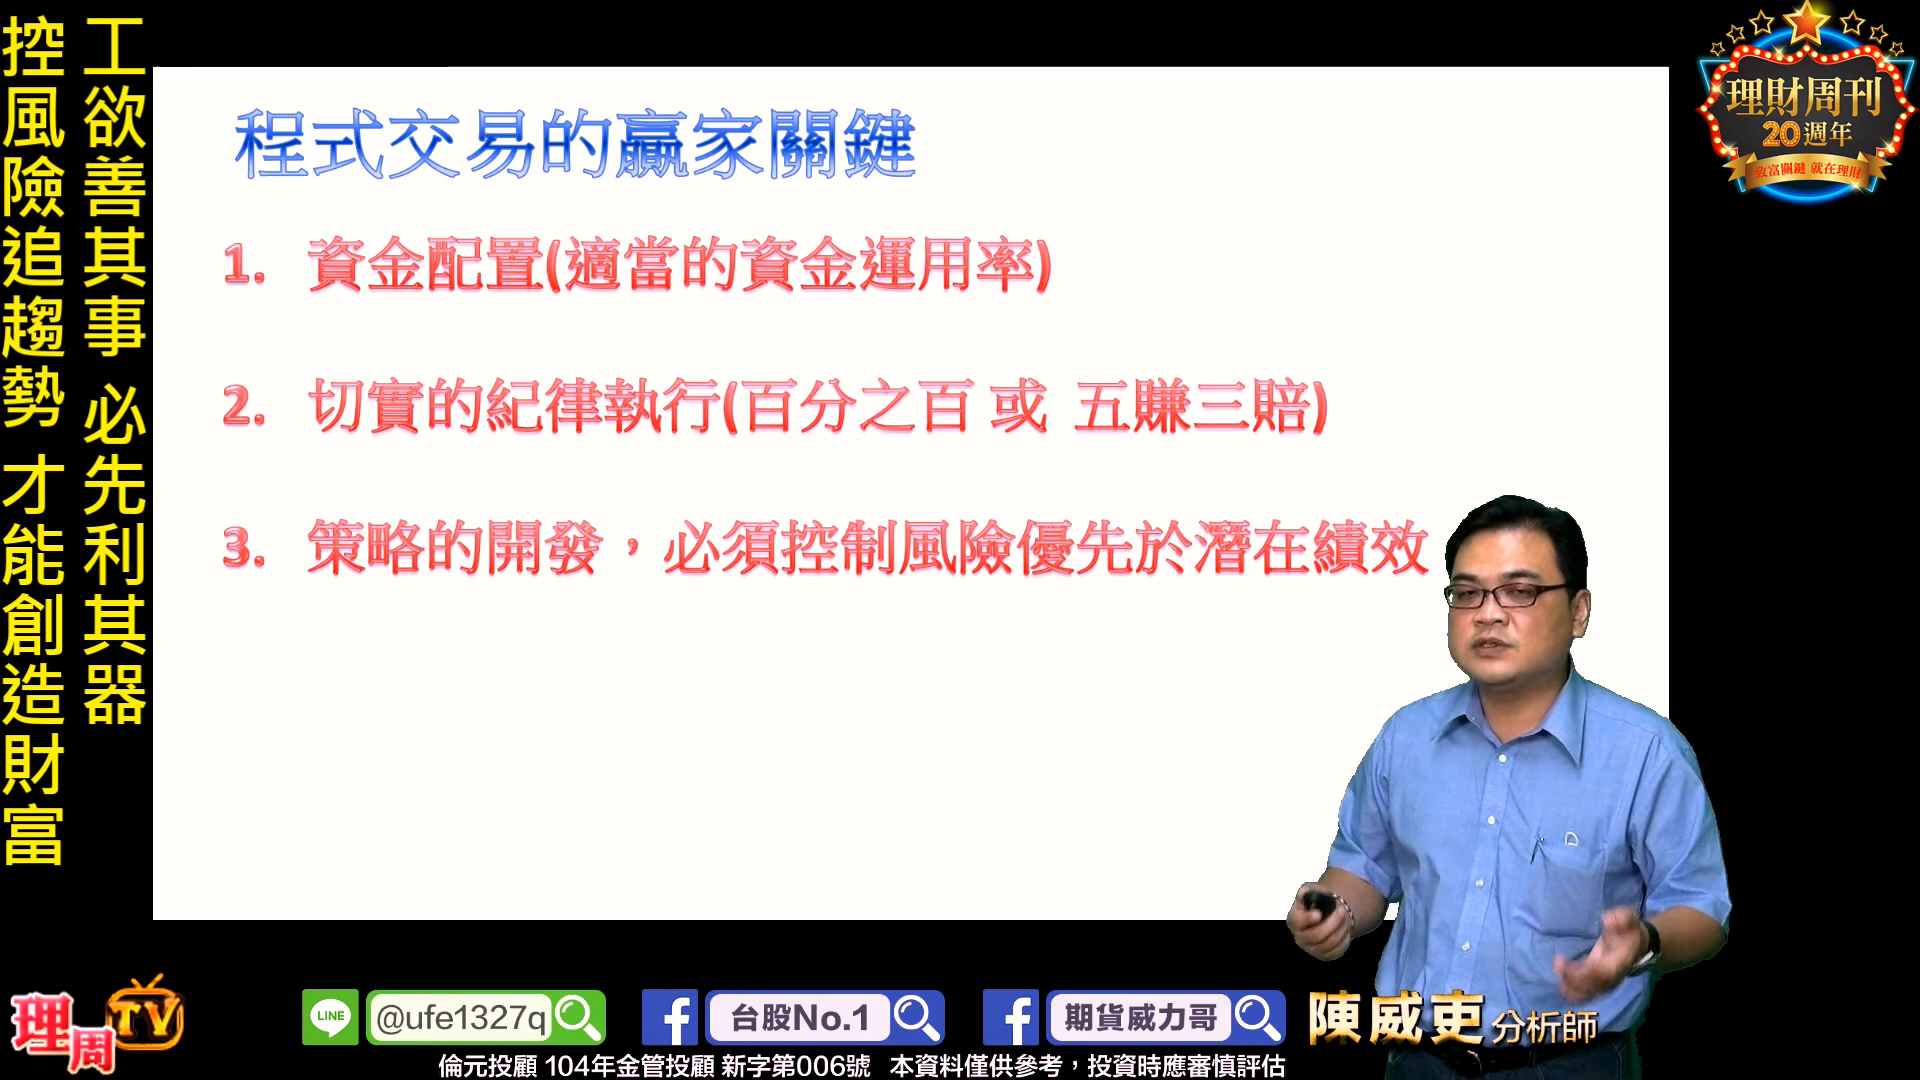 工欲善其事 必先利其器
控風險追趨勢 才能創造財富
理財周刊
20週年
致富關鍵 就在理財
程式交易的贏家關鍵
1. 資金配置(適當的資金運用率)
2. 切實的紀律執行(百分之百 或 五賺三賠)
3. 策略的開發，必須控制風險優先於潛在績效
理周TV
LINE @ufe1327q
f 台股No.1
f 期貨威力哥
陳威吏 分析師
倫元投顧 104年金管投顧 新字第006號 本資料僅供參考，投資時應審慎評估